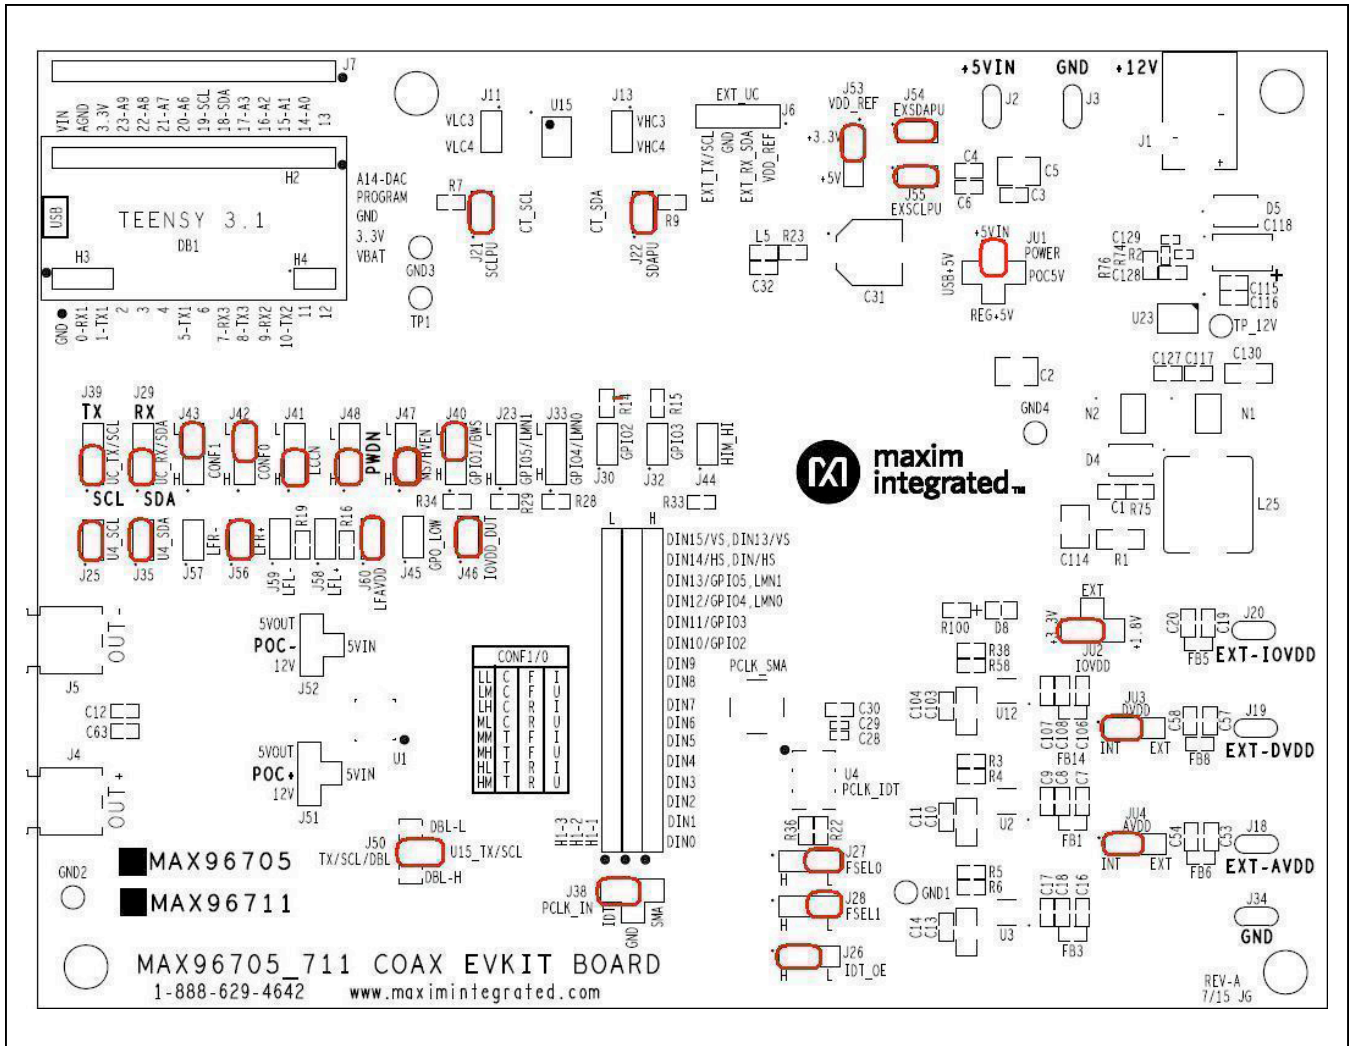 J7
VIN
AGND
3.3V
23-A9
22-A8
21-A7
20-A6
19-SCL
18-SDA
17-A3
16-A2
15-A1
14-A0
13
H2
USB
TEENSY 3.1
DB1
H3
H4
A14-DAC
PROGRAM
GND
3.3V
VBAT
GND
0-RX1
1-TX1
2
3
4
5-TX1
6
7-RX3
8-TX3
9-RX2
10-TX2
11
12
GND3
TP1
J11
VLC3
VLC4
U15
J13
VHC3
VHC4
R7
J21
SCLPU
CT_SCL
CT_SDA
J22
SDAPU
R9
EXT_UC
J6
EXT_TX/SCL
GND
EXT_RX_SDA
VDD_REF
J53
VDD_REF
+3.3V
+5V
J54
EXSDAPU
J55
EXSCLPU
L5
R23
C32
C31
+5VIN
J2
GND
J3
+12V
J1
C4
C6
C5
C3
+5VIN
JU1
POWER
USB+5V
POC5V
REG+5V
D5
C118
C129
R2
R74
R76
C128
C115
C116
U23
TP_12V
C127
C117
C130
C2
GND4
N2
N1
D4
C1
R75
L25
C114
R1
J39
TX
UC_TX/SCL
SCL
J29
RX
UC_RX/SDA
SDA
J43
L
H
CONF1
J42
L
H
CONF0
J41
L
H
LCCN
J48
L
H
PWDN
J47
L
H
MS/HVEN
J40
L
H
GPIO1/BWS
J23
L
H
GPIO5/LMN1
J33
L
H
GPIO4/LMN0
R14
R15
GPIO2
J30
GPIO3
J32
HIM_HI
J44
R34
R29
R28
R33
J25
U4_SCL
J35
U4_SDA
J57
LFR-
J56
LFR+
J59
LFL-
R19
J58
LFL+
R16
J60
LFAVDD
J45
GPO_LOW
J46
IOVDD_DUT
L
H
DIN15/VS,DIN13/VS
DIN14/HS,DIN/HS
DIN13/GPIO5,LMN1
DIN12/GPIO4,LMN0
DIN11/GPIO3
DIN10/GPIO2
DIN9
DIN8
DIN7
DIN6
DIN5
DIN4
DIN3
DIN2
DIN1
DIN0
H1-3
H1-2
H1-1
maxim
integrated™
OUT -
J5
C12
C63
J4
OUT +
5VOUT
POC-
12V
5VIN
J52
5VOUT
POC+
12V
5VIN
J51
U1
CONF1/0
LL C F I
LM C F U
LH C R I
ML C R U
MM T F I
MH T F U
HL T R I
HM T R U
PCLK_SMA
C30
C29
C28
U4
PCLK_IDT
R36
R22
J27
FSEL0
H
L
J28
FSEL1
H
L
J26
IDT_OE
H
L
J50
TX/SCL/DBL
DBL-L
U15_TX/SCL
DBL-H
J38
PCLK_IN
IDT
GND
SMA
R100
D8
R38
R58
C104
C103
U12
R3
R4
C11
C10
U2
R5
R6
GND1
C14
C13
U3
EXT
+3.3V
+1.8V
JU2
IOVDD
C20
C19
FB5
J20
EXT-IOVDD
C107
C108
C106
FB14
JU3
DVDD
INT
EXT
C58
C57
FB8
J19
EXT-DVDD
C9
C8
C7
FB1
JU4
AVDD
INT
EXT
C54
C53
FB6
J18
EXT-AVDD
C17
C18
C16
FB3
J34
GND
GND2
MAX96705
MAX96711
MAX96705_711 COAX EVKIT BOARD
1-888-629-4642 www.maximintegrated.com
REV-A
7/15 JG